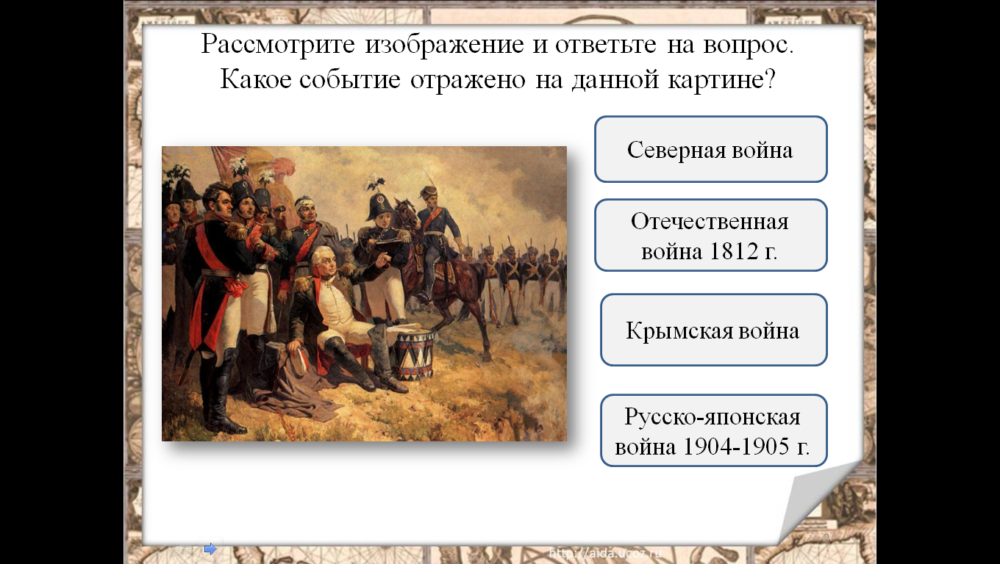 Рассмотрите изображение и ответьте на вопрос.
Какое событие отражено на данной картине?
Северная война
Отечественная
война 1812 г.
Крымская война
Русско-японская
война 1904-1905 г.
2
http://aida.ucoz.ru